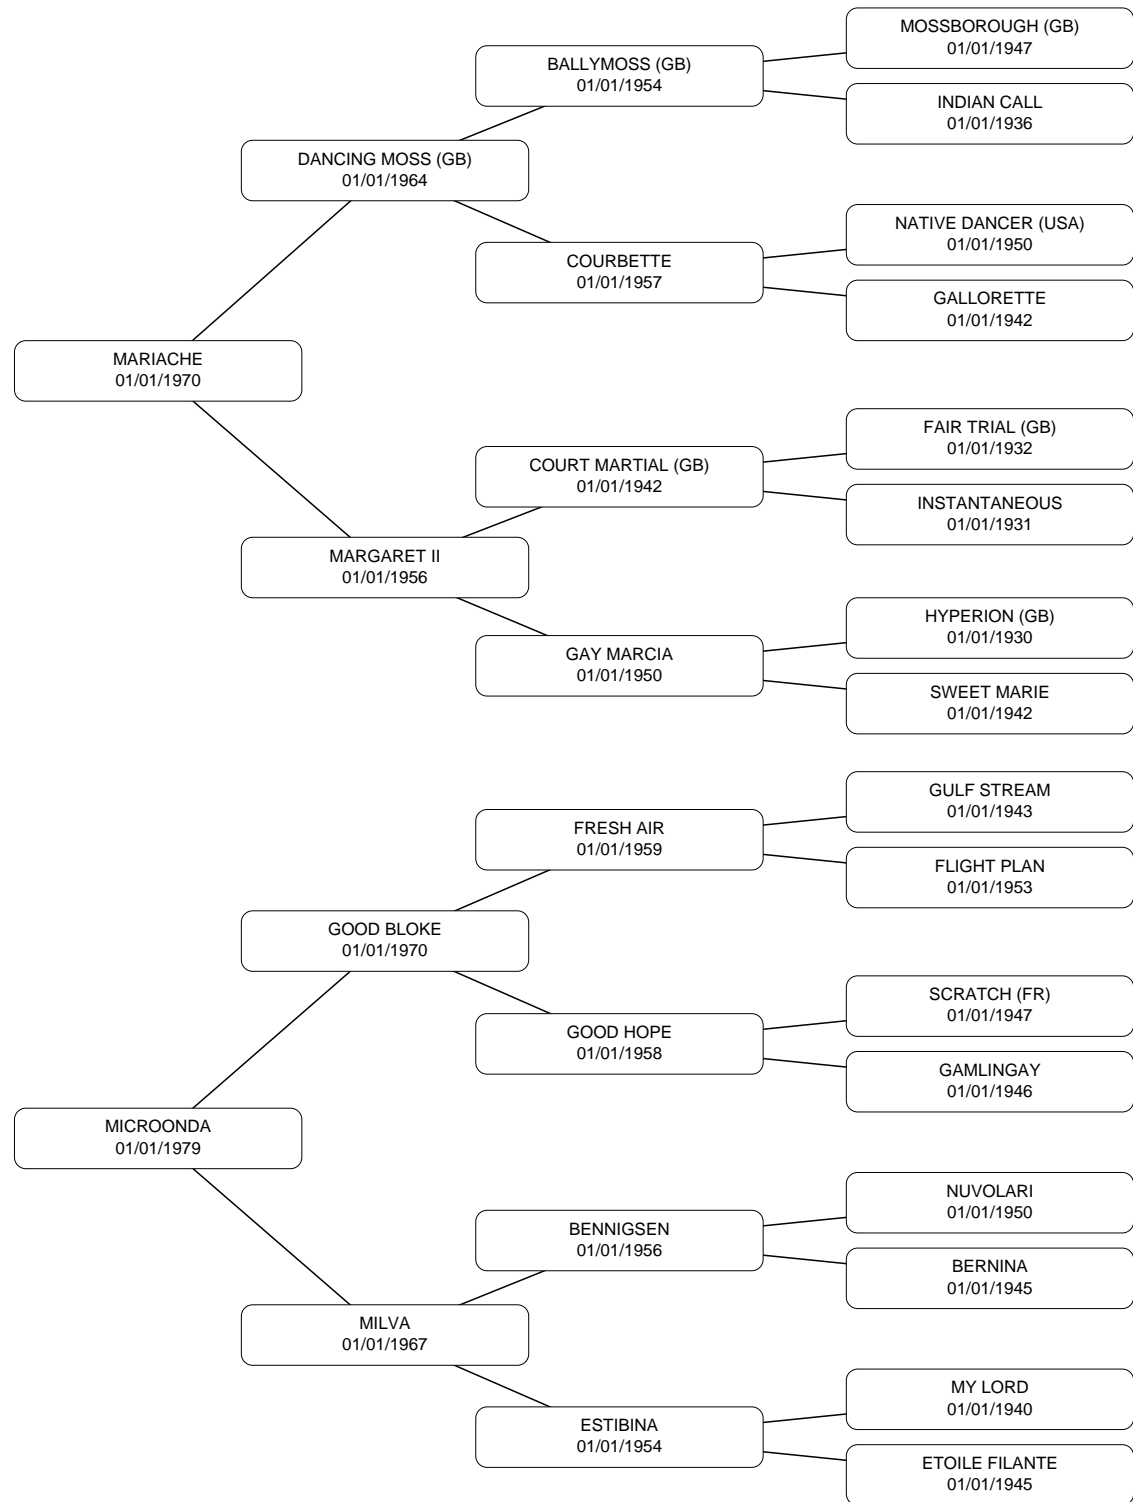 MOSSBOROUGH (GB)
01/01/1947
BALLYMOSS (GB)
01/01/1954
INDIAN CALL
01/01/1936
DANCING MOSS (GB)
01/01/1964
NATIVE DANCER (USA)
01/01/1950
COURBETTE
01/01/1957
GALLORETTE
01/01/1942
MARIACHE
01/01/1970
FAIR TRIAL (GB)
01/01/1932
COURT MARTIAL (GB)
01/01/1942
INSTANTANEOUS
01/01/1931
MARGARET II
01/01/1956
HYPERION (GB)
01/01/1930
GAY MARCIA
01/01/1950
SWEET MARIE
01/01/1942
GULF STREAM
01/01/1943
FRESH AIR
01/01/1959
FLIGHT PLAN
01/01/1953
GOOD BLOKE
01/01/1970
SCRATCH (FR)
01/01/1947
GOOD HOPE
01/01/1958
GAMLINGAY
01/01/1946
MICROONDA
01/01/1979
NUVOLARI
01/01/1950
BENNIGSEN
01/01/1956
BERNINA
01/01/1945
MILVA
01/01/1967
MY LORD
01/01/1940
ESTIBINA
01/01/1954
ETOILE FILANTE
01/01/1945